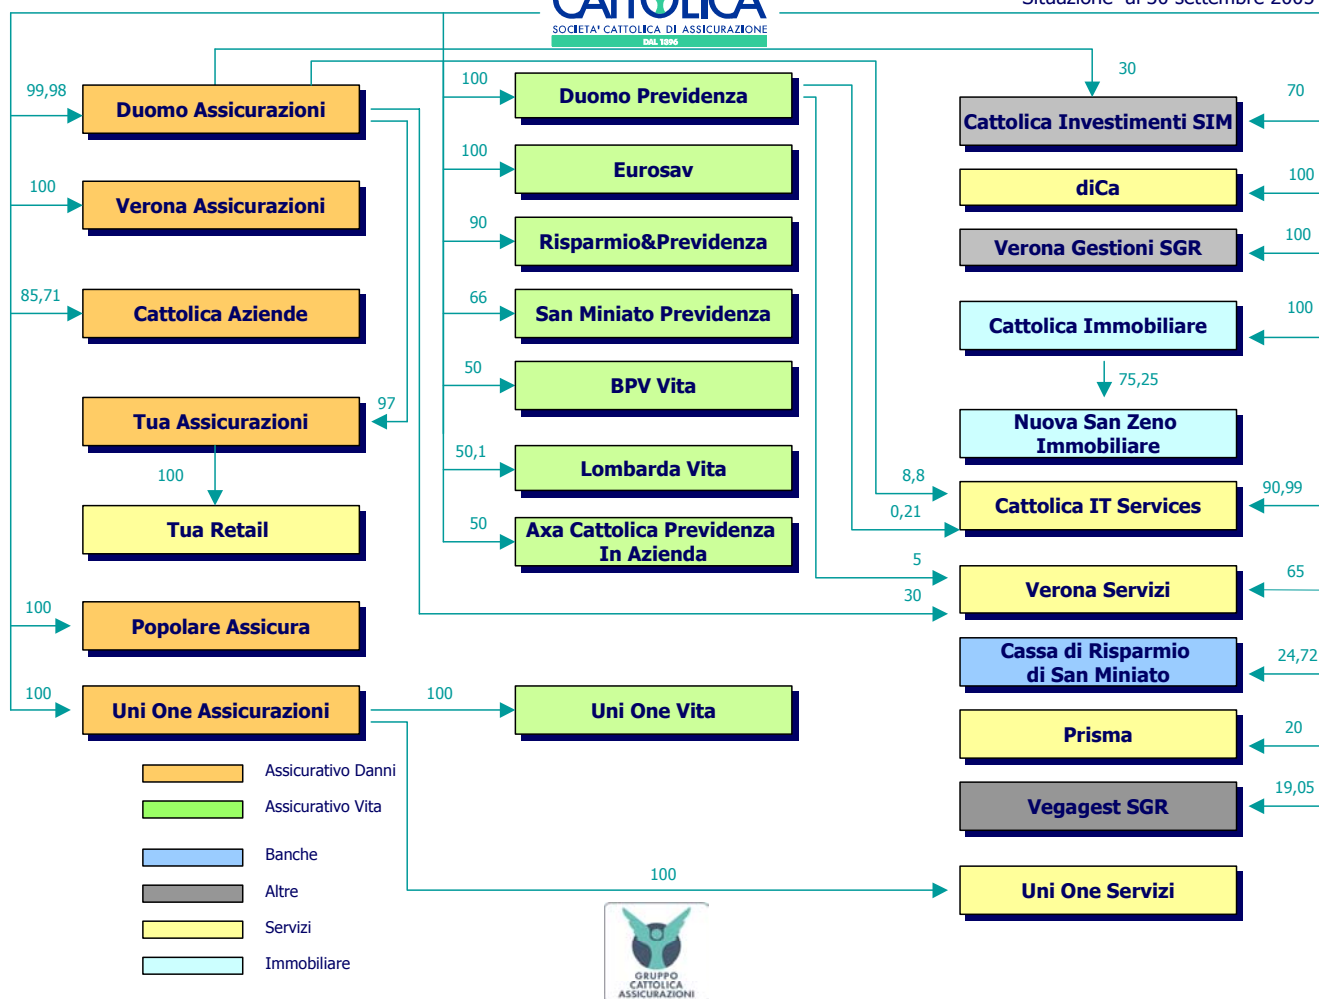 CATTOLICA
SOCIETA' CATTOLICA DI ASSICURAZIONE
DAL 1896
Situazione al 30 settembre 2005
99,98
Duomo Assicurazioni
100
Verona Assicurazioni
85,71
Cattolica Aziende
Tua Assicurazioni
97
100
Tua Retail
100
Popolare Assicura
100
Uni One Assicurazioni
100
Duomo Previdenza
100
Eurosav
90
Risparmio&Previdenza
66
San Miniato Previdenza
50
BPV Vita
50,1
Lombarda Vita
50
Axa Cattolica Previdenza
In Azienda
100
Uni One Vita
30
70
Cattolica Investimenti SIM
100
diCa
100
Verona Gestioni SGR
100
Cattolica Immobiliare
75,25
Nuova San Zeno
Immobiliare
8,8
0,21
90,99
Cattolica IT Services
5
30
65
Verona Servizi
24,72
Cassa di Risparmio
di San Miniato
20
Prisma
19,05
Vegagest SGR
100
Uni One Servizi
Assicurativo Danni
Assicurativo Vita
Banche
Altre
Servizi
Immobiliare
GRUPPO
CATTOLICA
ASSICURAZIONI